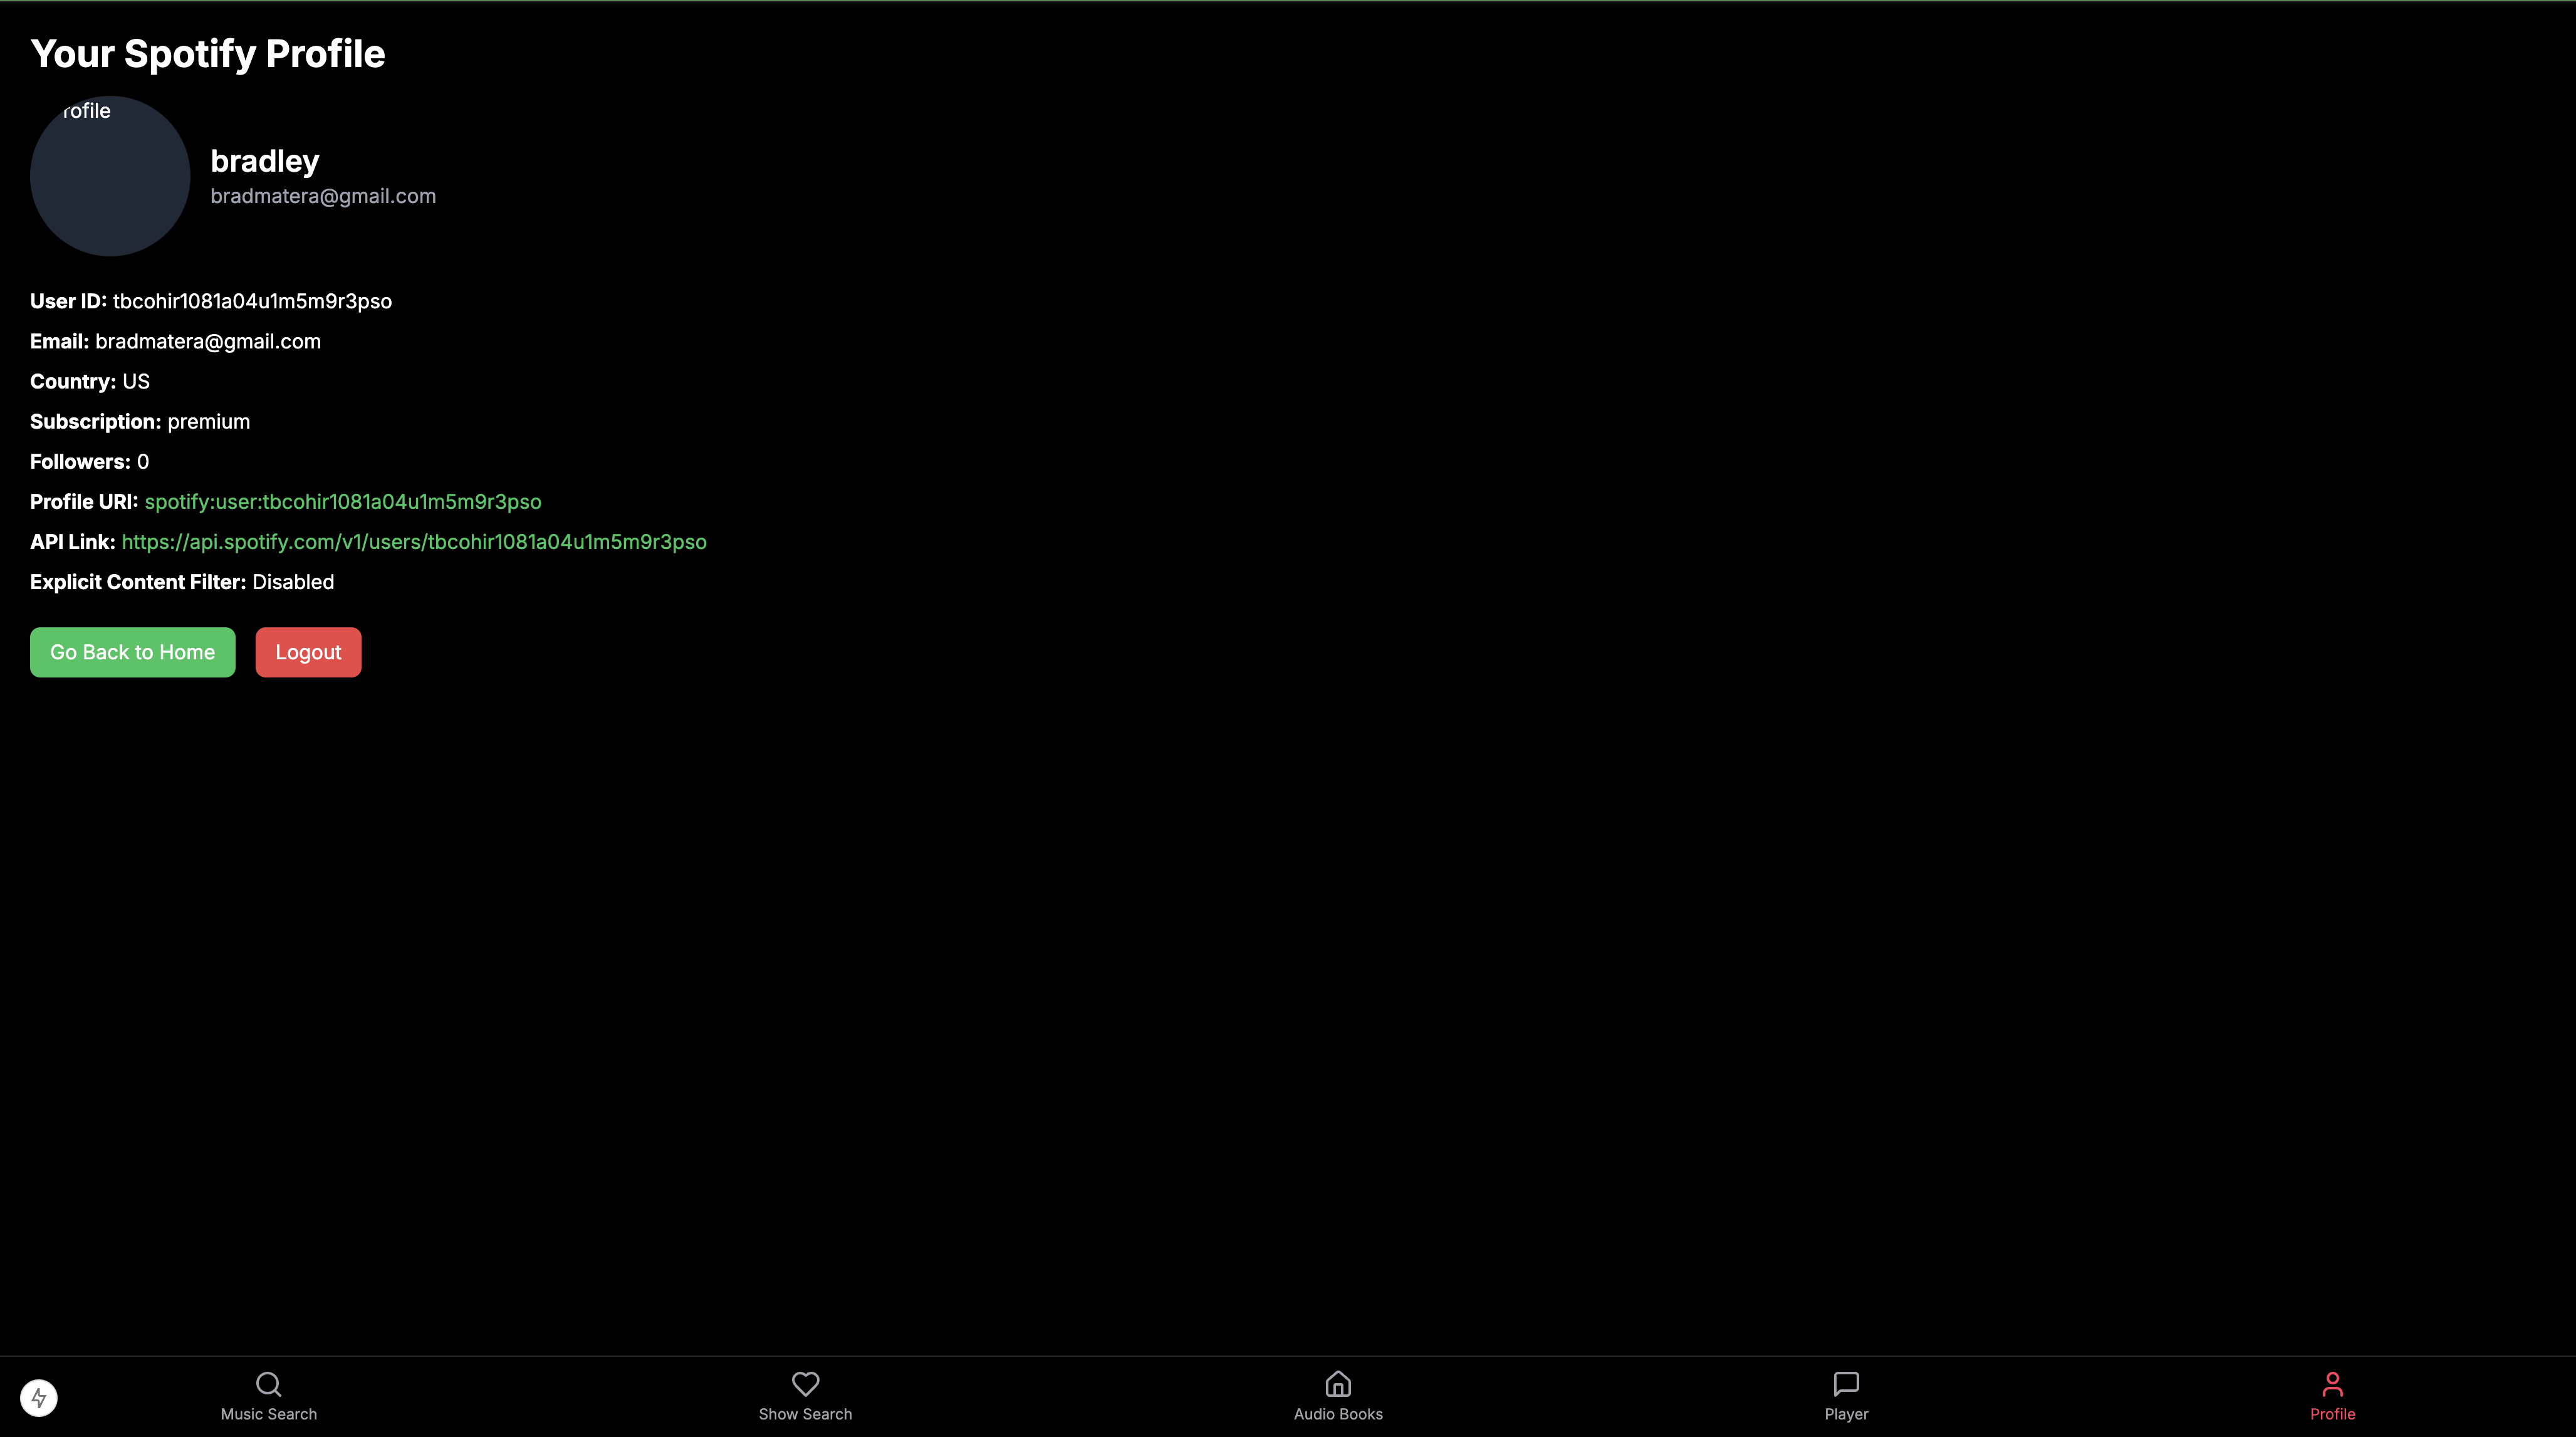 Your Spotify Profile
rofile
bradley
bradmatera@gmail.com
User ID: tbcohir1081a04u1m5m9r3pso
Email: bradmatera@gmail.com
Country: US
Subscription: premium
Followers: 0
Profile URI: spotify:user:tbcohir1081a04u1m5m9r3pso
API Link: https://api.spotify.com/v1/users/tbcohir1081a04u1m5m9r3pso
Explicit Content Filter: Disabled
Go Back to Home Logout
Music Search Show Search Audio Books Player Profile